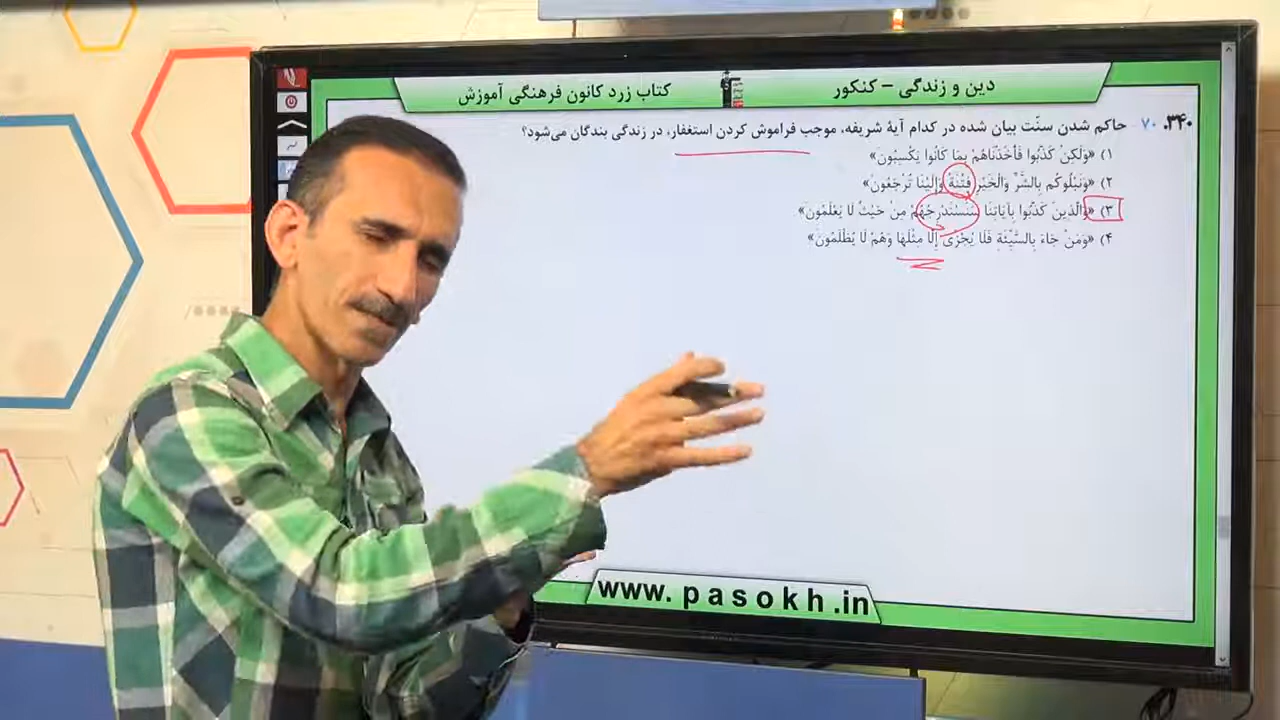 دین و زندگی – کنکور
کتاب زرد کانون فرهنگی آموزش
۳۴۰. ۷۰- حاکم شدن سنّت بیان شده در کدام آیهٔ شریفه، موجب فراموش کردن استغفار، در زندگی بندگان می‌شود؟
۱) «وَلَکِنْ کَذَّبُوا فَأَخَذْنَاهُمْ بِمَا کَانُوا یَکْسِبُونَ»
۲) «وَنَبْلُوکُم بِالشَّرِّ وَالْخَیْرِ فِتْنَةً وَإِلَیْنَا تُرْجَعُونَ»
۳) «وَالَّذِینَ کَذَّبُوا بِآیَاتِنَا سَنَسْتَدْرِجُهُمْ مِنْ حَیْثُ لَا یَعْلَمُونَ»
۴) «وَمَنْ جَاءَ بِالسَّیِّئَةِ فَلَا یُجْزَىٰ إِلَّا مِثْلَهَا وَهُمْ لَا یُظْلَمُونَ»
www.pasokh.in